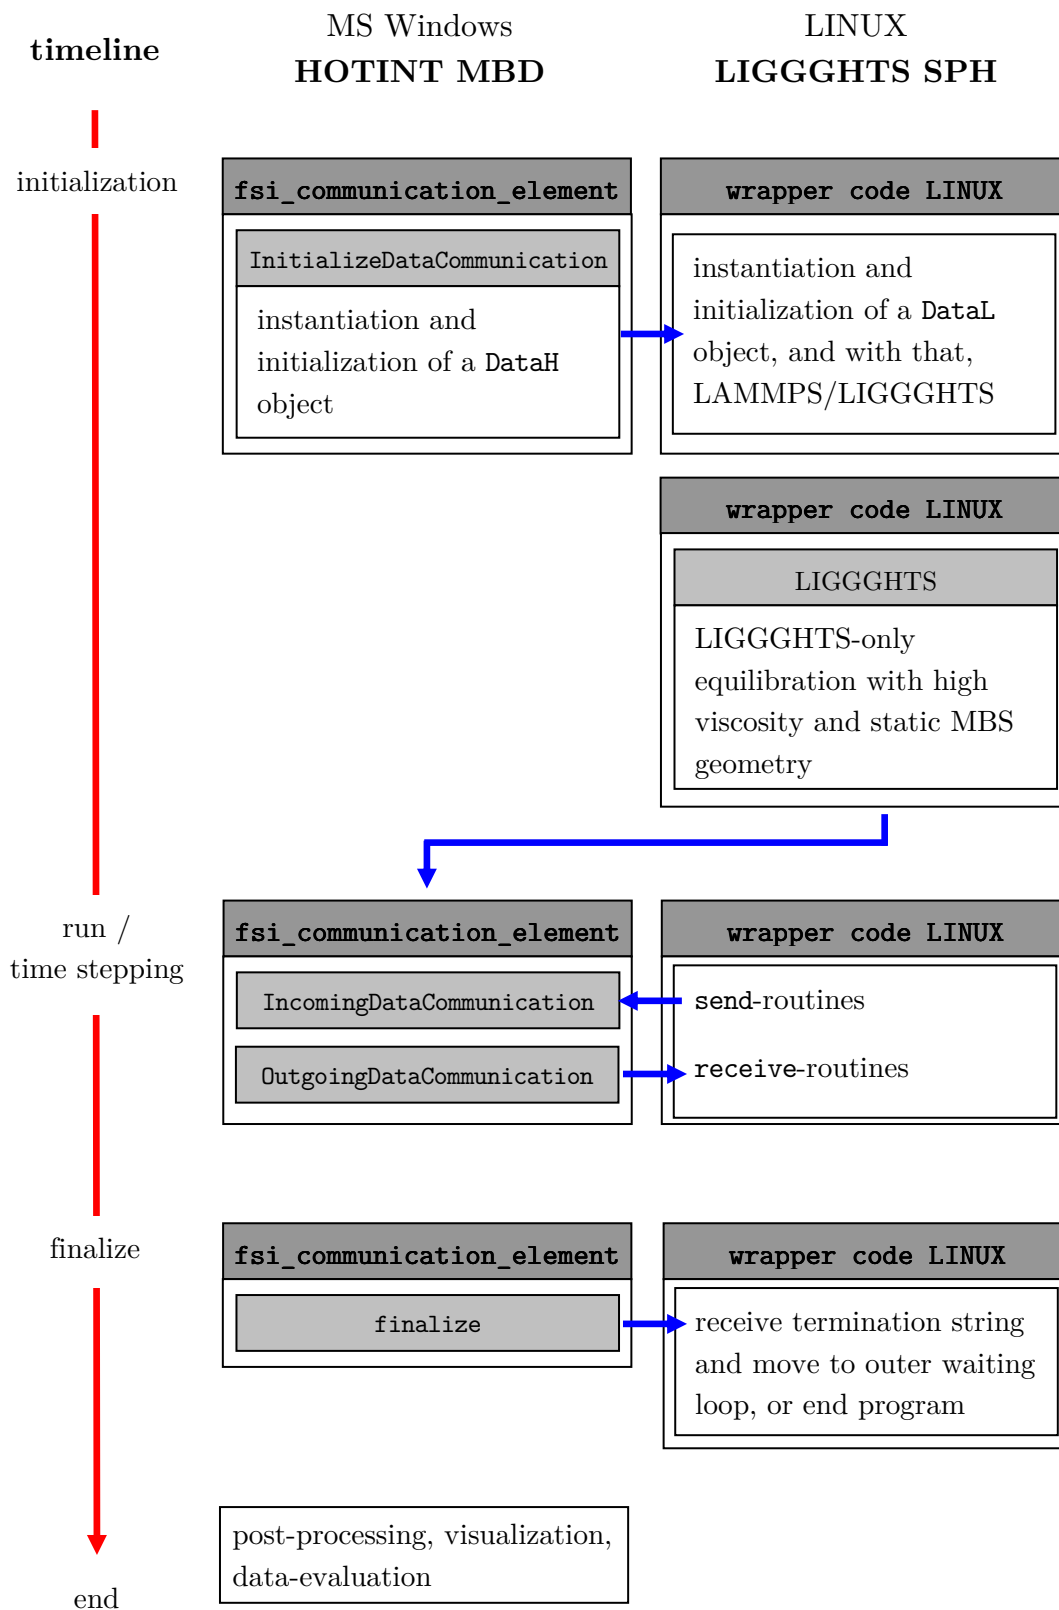 timeline
MS Windows
HOTINT MBD
LINUX
LIGGGHTS SPH
initialization
fsi_communication_element
InitializeDataCommunication
instantiation and
initialization of a DataH
object
wrapper code LINUX
instantiation and
initialization of a DataL
object, and with that,
LAMMPS/LIGGGHTS
wrapper code LINUX
LIGGGHTS
LIGGGHTS-only
equilibration with high
viscosity and static MBS
geometry
run /
time stepping
fsi_communication_element
IncomingDataCommunication
OutgoingDataCommunication
wrapper code LINUX
send-routines
receive-routines
finalize
fsi_communication_element
finalize
wrapper code LINUX
receive termination string
and move to outer waiting
loop, or end program
post-processing, visualization,
data-evaluation
end